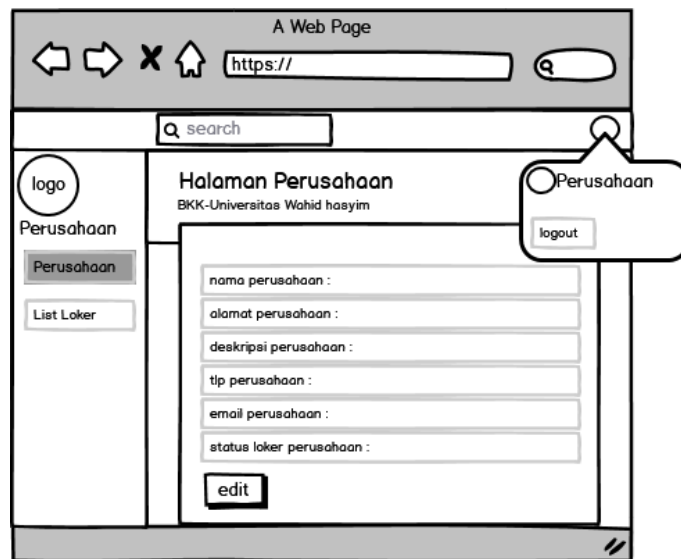 A Web Page
https://
search
logo
Perusahaan
Perusahaan
List Loker
Halaman Perusahaan
BKK-Universitas Wahid hasyim
Perusahaan
logout
nama perusahaan :
alamat perusahaan :
deskripsi perusahaan :
tlp perusahaan :
email perusahaan :
status loker perusahaan :
edit